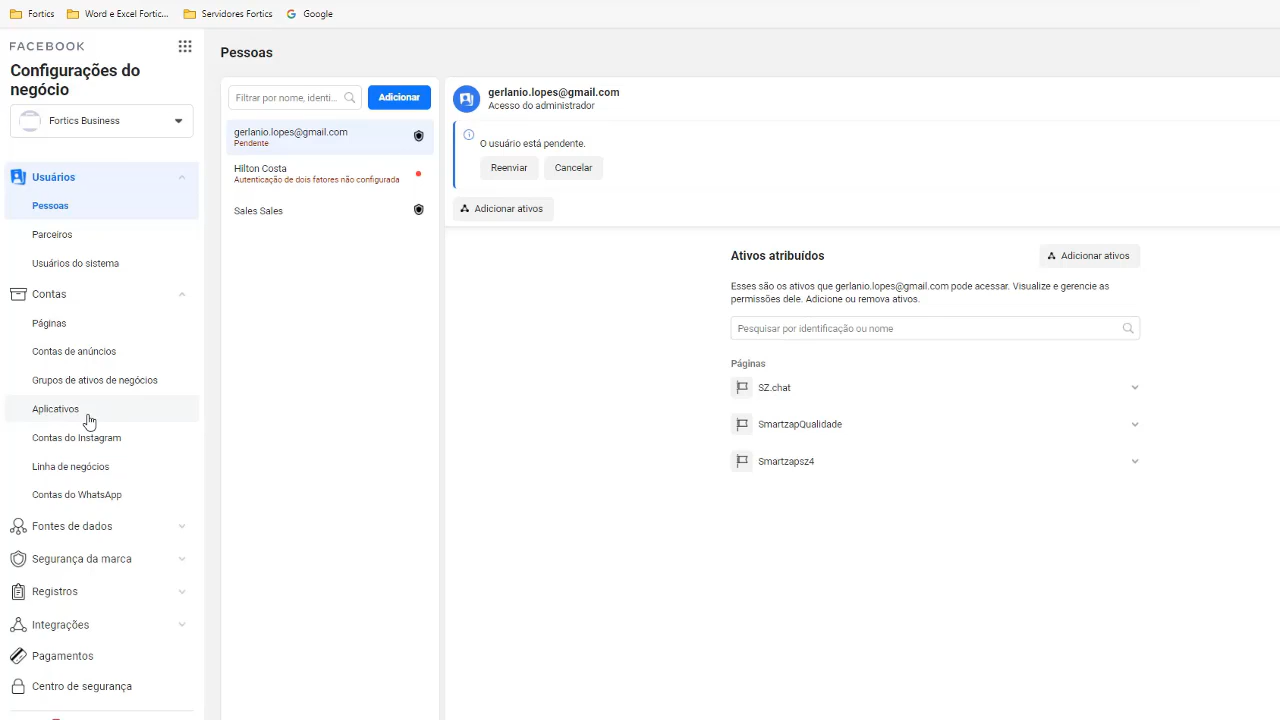 Fortics
Word e Excel Fortic...
Servidores Fortics
Google
FACEBOOK
Configurações do
negócio
Fortics Business
Usuários
Pessoas
Parceiros
Usuários do sistema
Contas
Páginas
Contas de anúncios
Grupos de ativos de negócios
Aplicativos
Contas do Instagram
Linha de negócios
Contas do WhatsApp
Fontes de dados
Segurança da marca
Registros
Integrações
Pagamentos
Centro de segurança
Pessoas
Filtrar por nome, identi...
Adicionar
gerlanio.lopes@gmail.com
Pendente
Hilton Costa
Autenticação de dois fatores não configurada
Sales Sales
gerlanio.lopes@gmail.com
Acesso do administrador
O usuário está pendente.
Reenviar
Cancelar
Adicionar ativos
Ativos atribuídos
Adicionar ativos
Esses são os ativos que gerlanio.lopes@gmail.com pode acessar. Visualize e gerencie as
permissões dele. Adicione ou remova ativos.
Pesquisar por identificação ou nome
Páginas
SZ.chat
SmartzapQualidade
Smartzapsz4